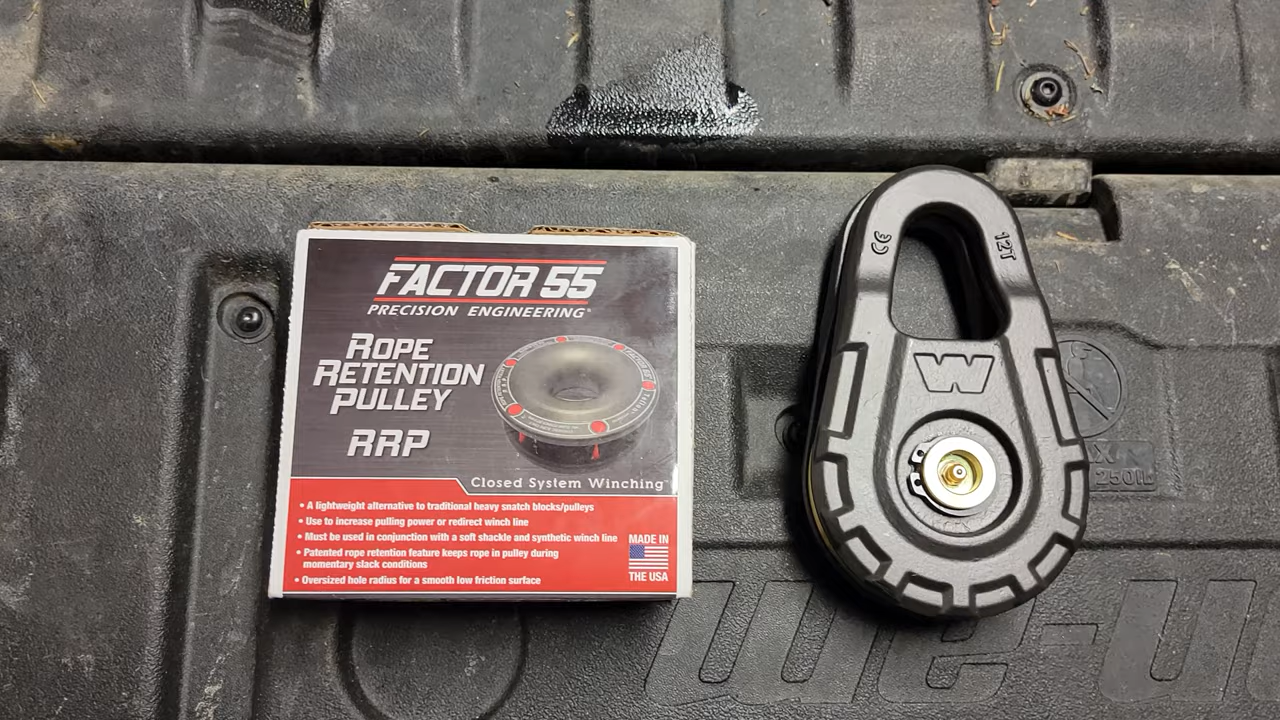 FACTOR 55
PRECISION ENGINEERING
ROPE
RETENTION
PULLEY
RRP
Closed System Winching
• A lightweight alternative to traditional heavy snatch blocks/pulleys
• Use to increase pulling power or redirect winch line
• Must be used in conjunction with a soft shackle and synthetic winch line
• Patented rope retention feature keeps rope in pulley during
momentary slack conditions
• Oversized hole radius for a smooth low friction surface
MADE IN
THE USA
CE
12T
W